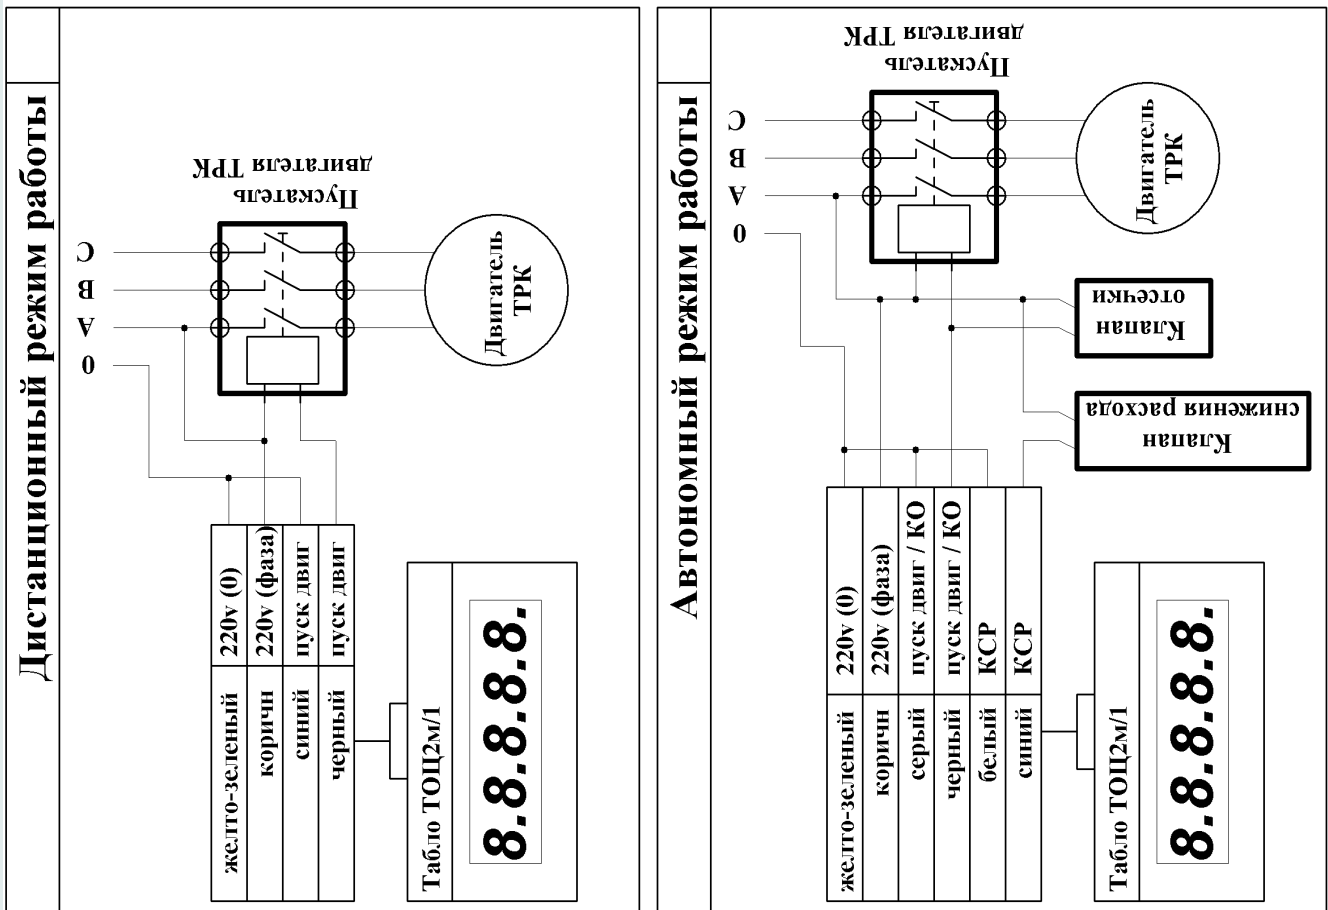 Дистанционный режим работы
Пускатель
двигателя ТРК
C
B
A
0
Двигатель
ТРК
желто-зеленый 220v (0)
коричн 220v (фаза)
синий пуск двиг
черный пуск двиг
Табло ТОЦ2м/1
8.8.8.8.8.
Автономный режим работы
Пускатель
двигателя ТРК
C
B
A
0
Двигатель
ТРК
Клапан
отсечки
Клапан
снижения расхода
желто-зеленый 220v (0)
коричн 220v (фаза)
серый пуск двиг / КО
черный пуск двиг / КО
белый КСР
синий КСР
Табло ТОЦ2м/1
8.8.8.8.8.